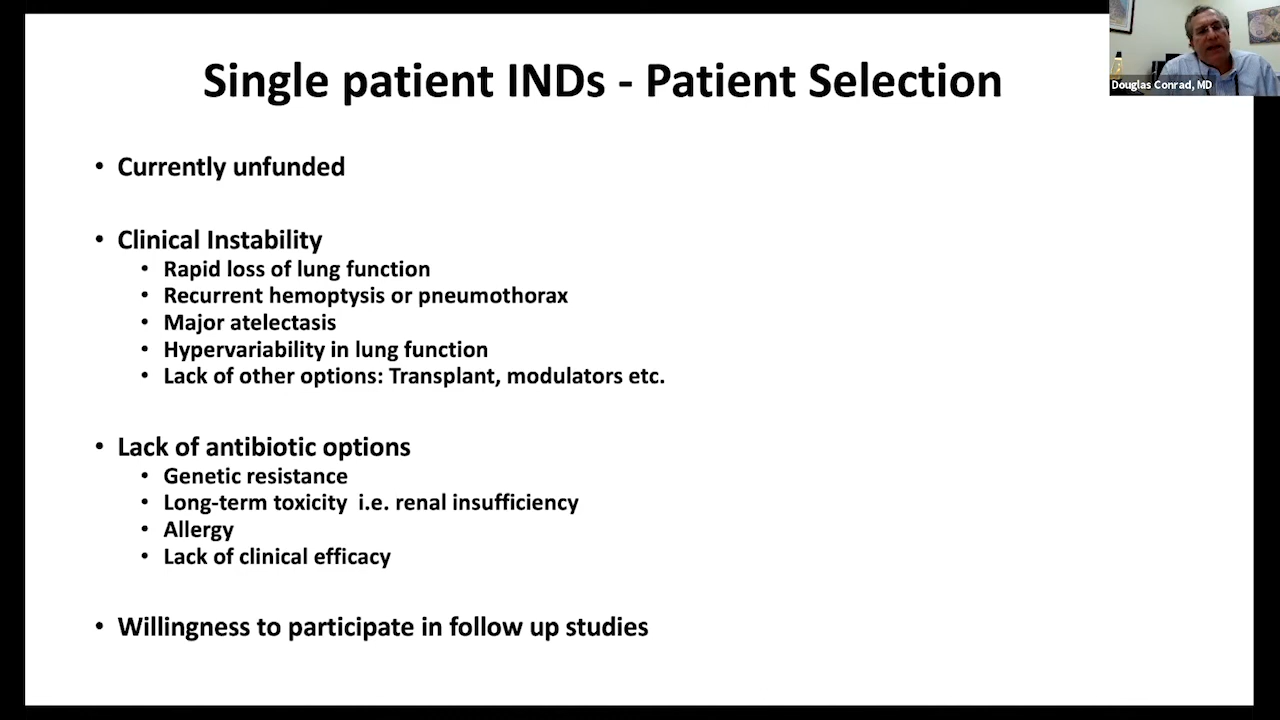 Single patient INDs - Patient Selection
Douglas Conrad, MD
• Currently unfunded
• Clinical Instability
• Rapid loss of lung function
• Recurrent hemoptysis or pneumothorax
• Major atelectasis
• Hypervariability in lung function
• Lack of other options: Transplant, modulators etc.
• Lack of antibiotic options
• Genetic resistance
• Long-term toxicity  i.e. renal insufficiency
• Allergy
• Lack of clinical efficacy
• Willingness to participate in follow up studies